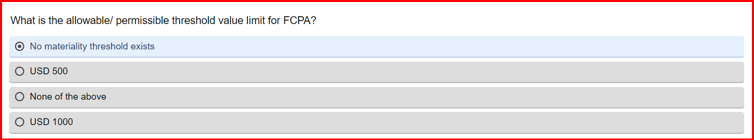 What is the allowable/ permissible threshold value limit for FCPA?
No materiality threshold exists
USD 500
None of the above
USD 1000